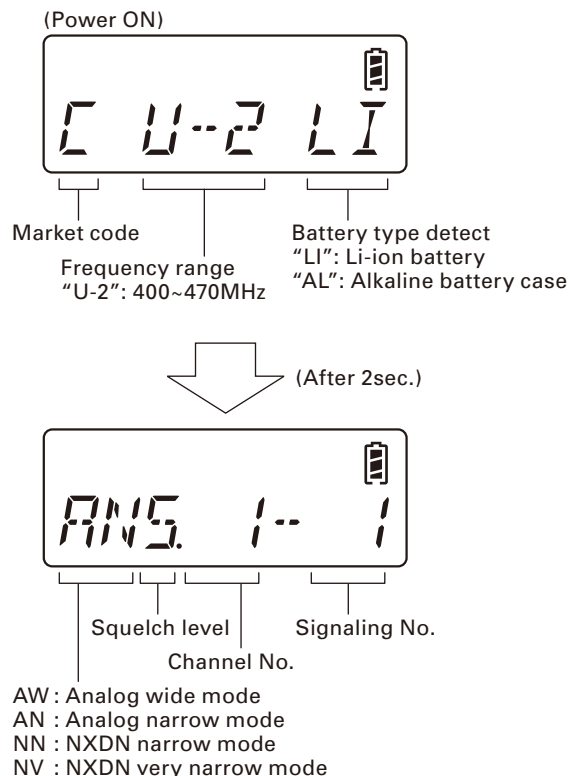 (Power ON)
C U-2 LI
Market code
Frequency range
“U-2”: 400~470MHz
Battery type detect
“LI”: Li-ion battery
“AL”: Alkaline battery case
(After 2sec.)
ANS. 1- 1
Squelch level
Signaling No.
Channel No.
AW : Analog wide mode
AN : Analog narrow mode
NN : NXDN narrow mode
NV : NXDN very narrow mode